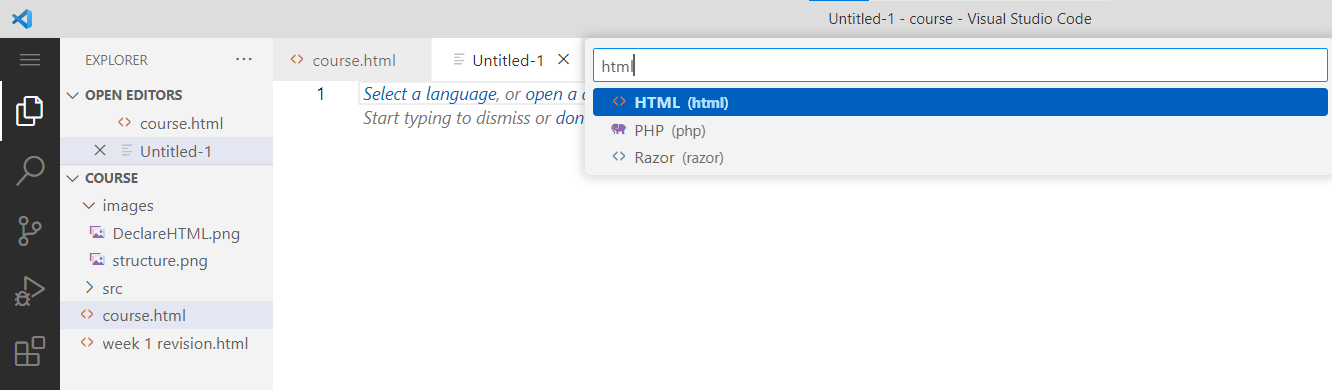 Untitled-1 - course - Visual Studio Code
EXPLORER ···
OPEN EDITORS
course.html
Untitled-1
COURSE
images
DeclareHTML.png
structure.png
src
course.html
week 1 revision.html
course.html
Untitled-1
1
Select a language, or open a
Start typing to dismiss or don
html
HTML (html)
PHP (php)
Razor (razor)